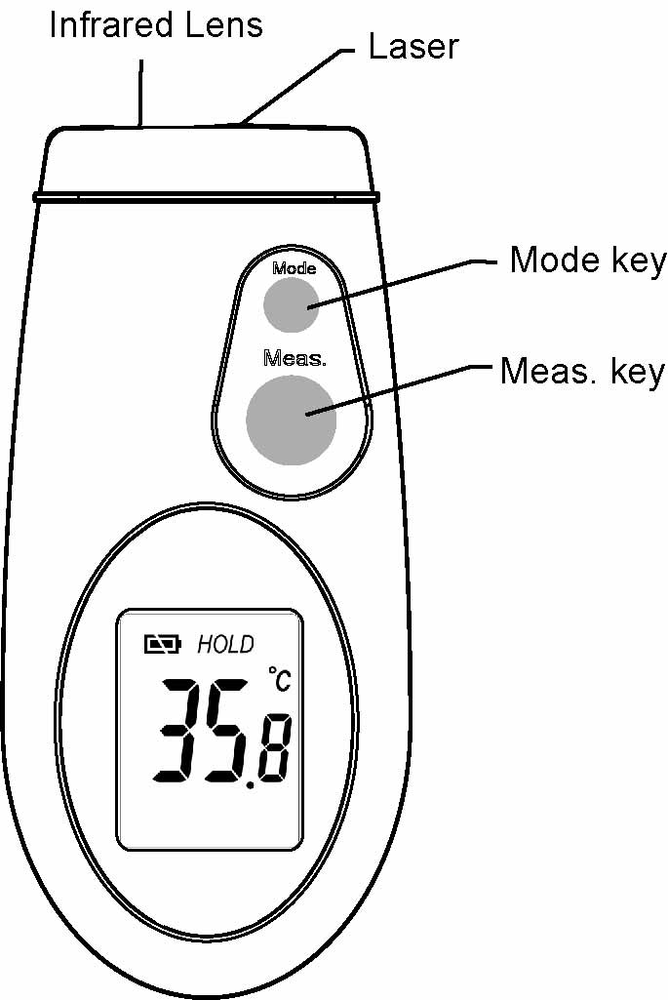 Infrared Lens
Laser
Mode
Mode key
Meas.
Meas. key
HOLD
°C
35.8